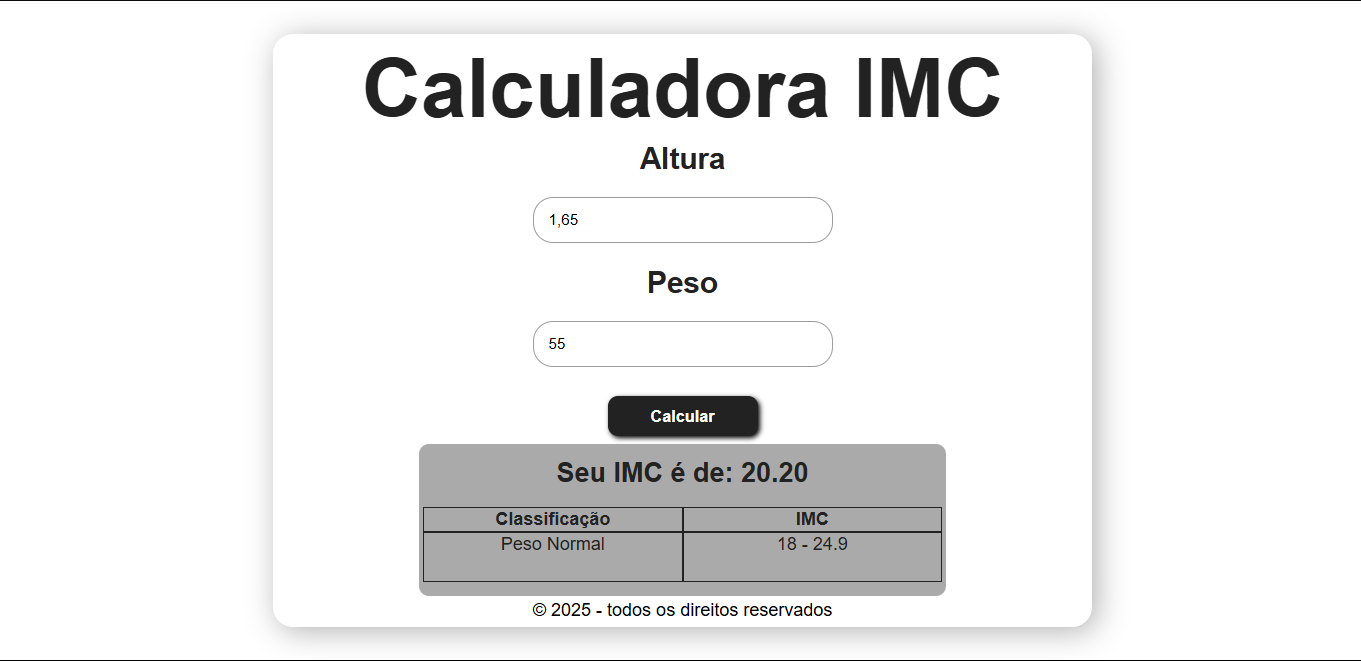 Calculadora IMC
Altura
1,65
Peso
55
Calcular
Seu IMC é de: 20.20
Classificação IMC
Peso Normal 18 - 24.9
© 2025 - todos os direitos reservados